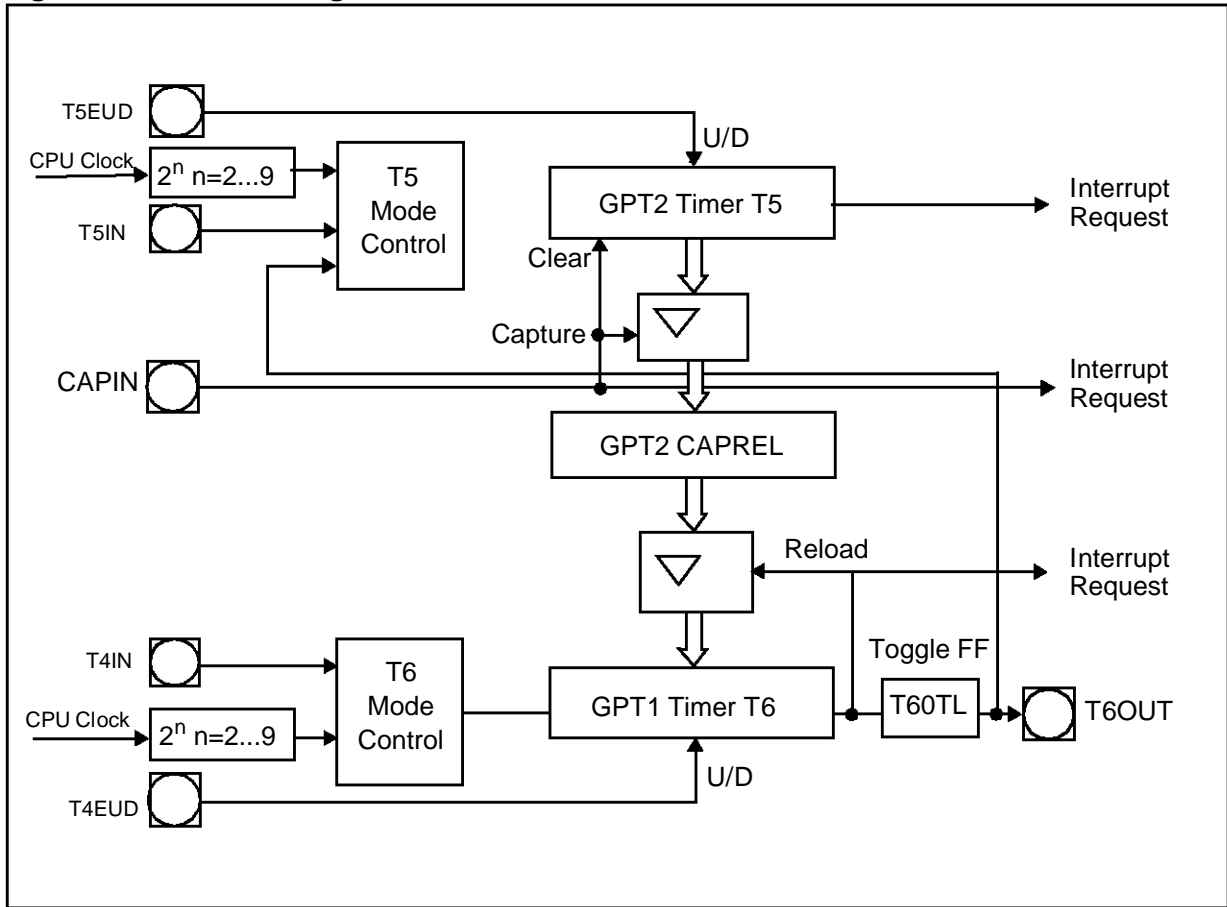 T5EUD
U/D
CPU Clock
2ⁿ n=2...9
T5
Mode
Control
GPT2 Timer T5
Interrupt
Request
T5IN
Clear
Capture
CAPIN
Interrupt
Request
GPT2 CAPREL
Reload
Interrupt
Request
T4IN
T6
Mode
Control
Toggle FF
GPT1 Timer T6
T60TL
T6OUT
CPU Clock
2ⁿ n=2...9
U/D
T4EUD